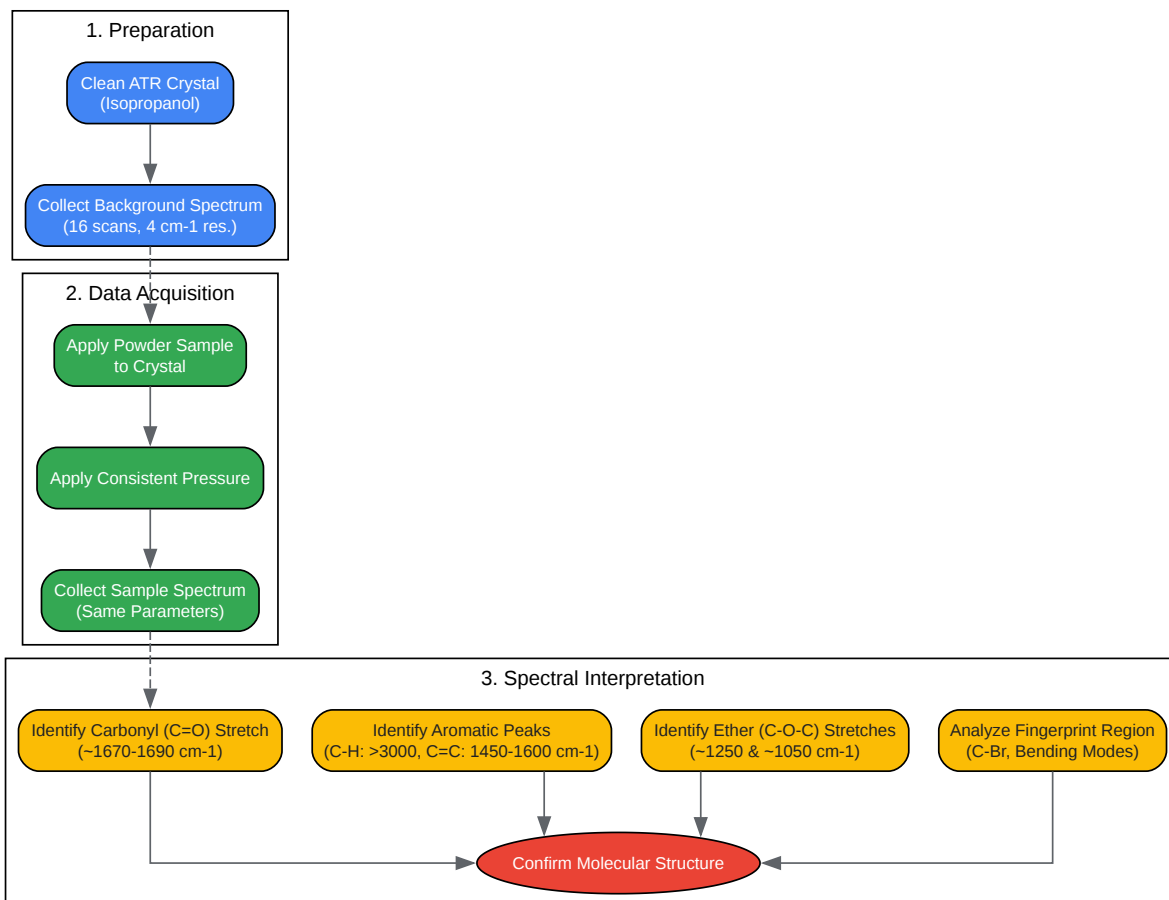 1. Preparation
Clean ATR Crystal
(Isopropanol)
Collect Background Spectrum
(16 scans, 4 cm-1 res.)
2. Data Acquisition
Apply Powder Sample
to Crystal
Apply Consistent Pressure
Collect Sample Spectrum
(Same Parameters)
3. Spectral Interpretation
Identify Carbonyl (C=O) Stretch
(~1670-1690 cm-1)
Identify Aromatic Peaks
(C-H: >3000, C=C: 1450-1600 cm-1)
Identify Ether (C-O-C) Stretches
(~1250 & ~1050 cm-1)
Analyze Fingerprint Region
(C-Br, Bending Modes)
Confirm Molecular Structure